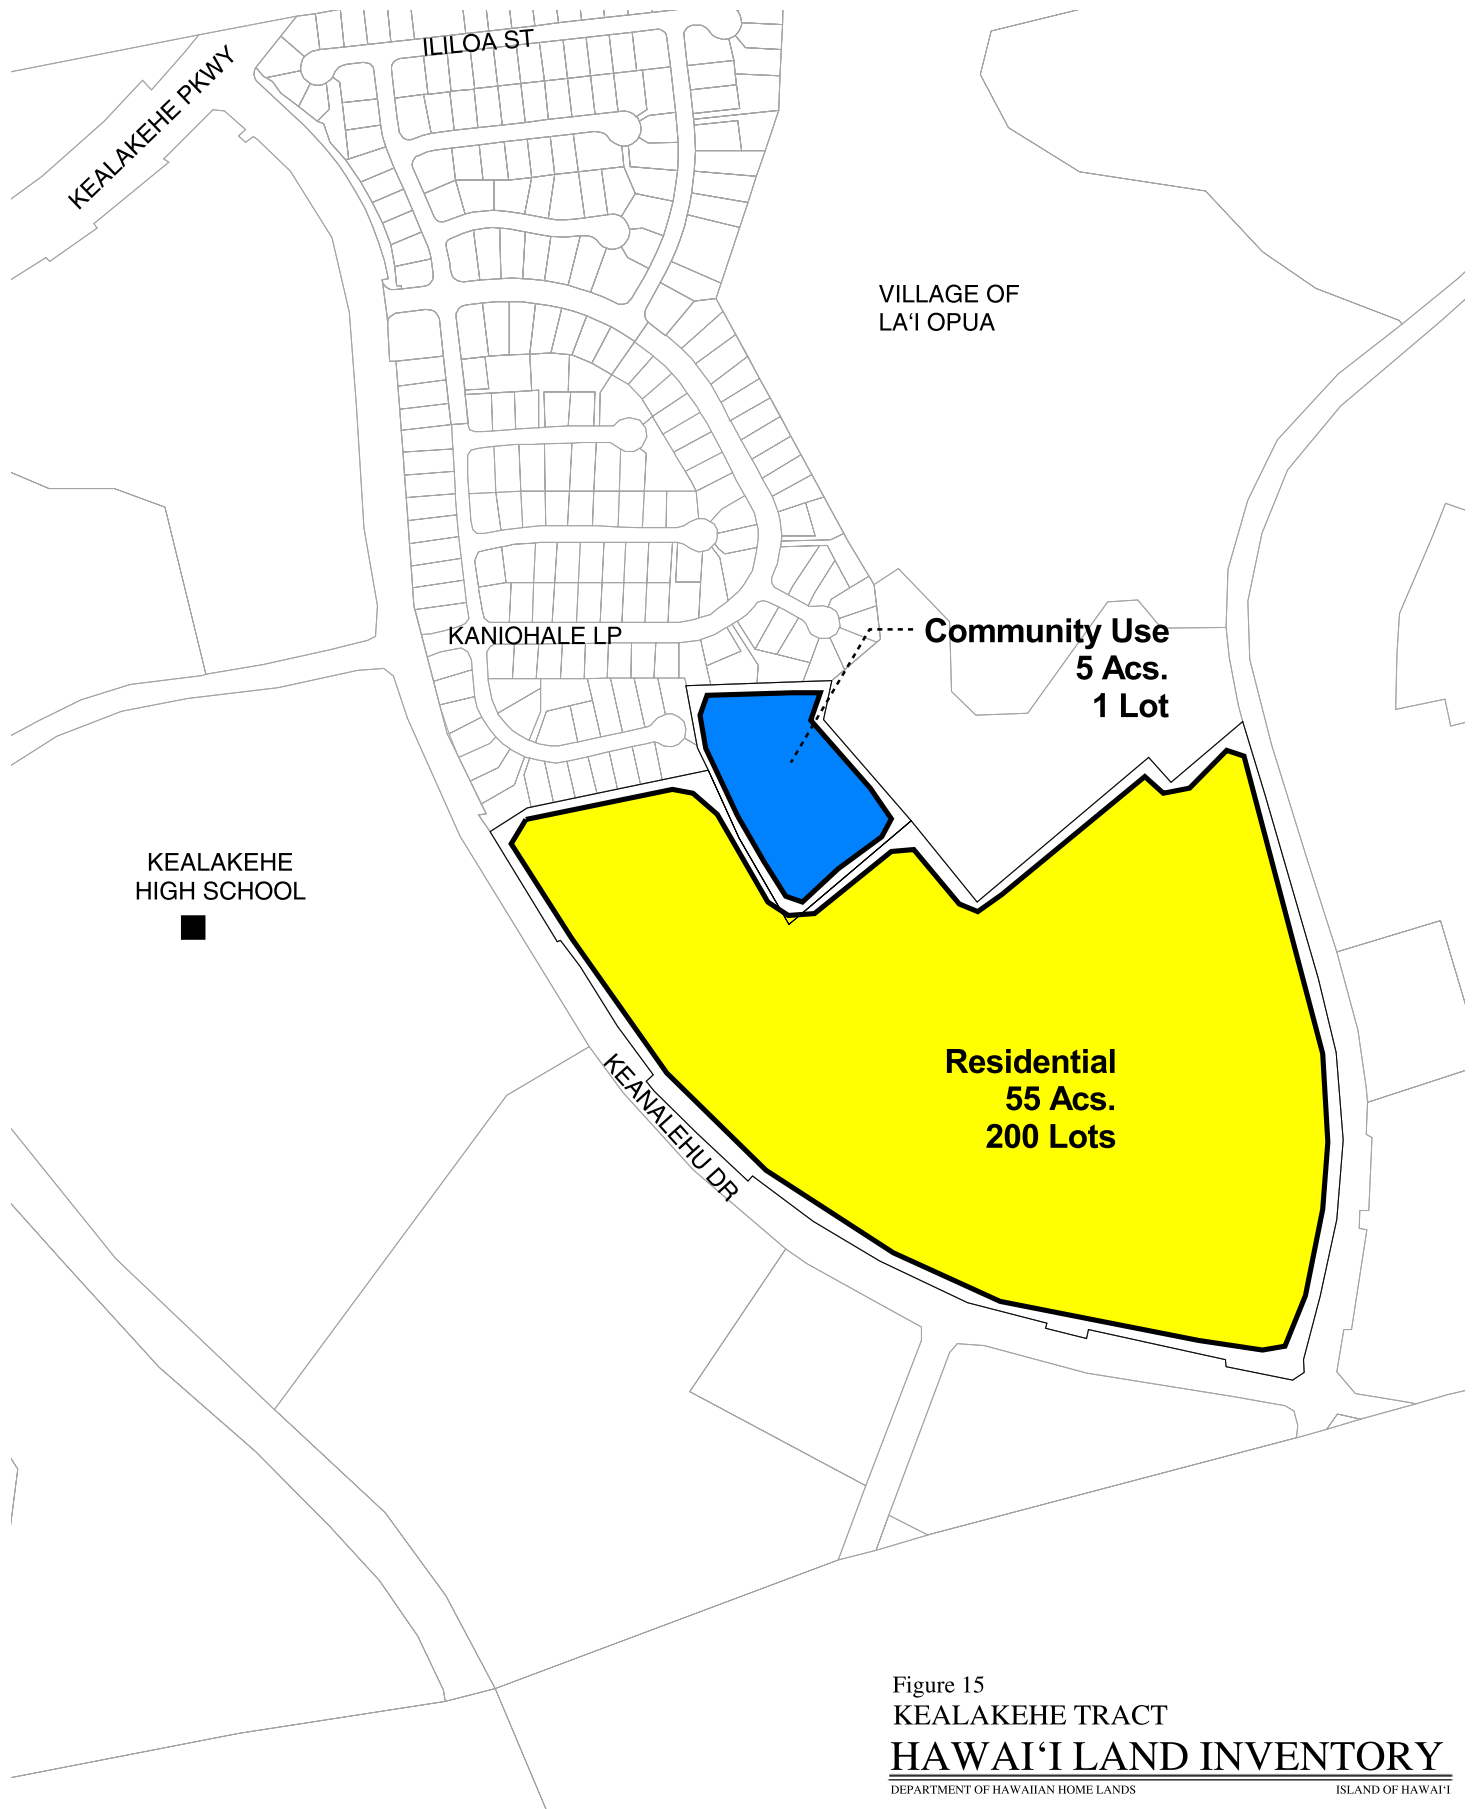 ILILOA ST
KEALAKEHE PKWY
VILLAGE OF
LA‘I OPUA
Community Use
5 Acs.
1 Lot
KANIOHALE LP
KEALAKEHE
HIGH SCHOOL
Residential
55 Acs.
200 Lots
KEANALEHU DR
Figure 15
KEALAKEHE TRACT
HAWAI‘I LAND INVENTORY
DEPARTMENT OF HAWAIIAN HOME LANDS ISLAND OF HAWAI‘I